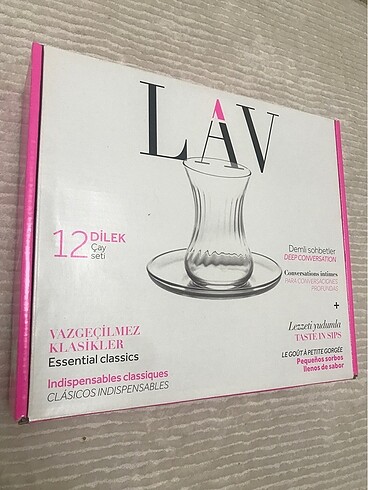 LAV
12 DİLEK
Çay
seti
Demli sohbetler
DEEP CONVERSATION
Conversations intimes
PARA CONVERSACIONES
PROFUNDAS
+
Lezzeti yudumla
TASTE IN SIPS
LE GOÛT À PETITE GORGÉE
Pequeños sorbos
llenos de sabor
VAZGEÇİLMEZ
KLASİKLER
Essential classics
Indispensables classiques
CLÁSICOS INDISPENSABLES